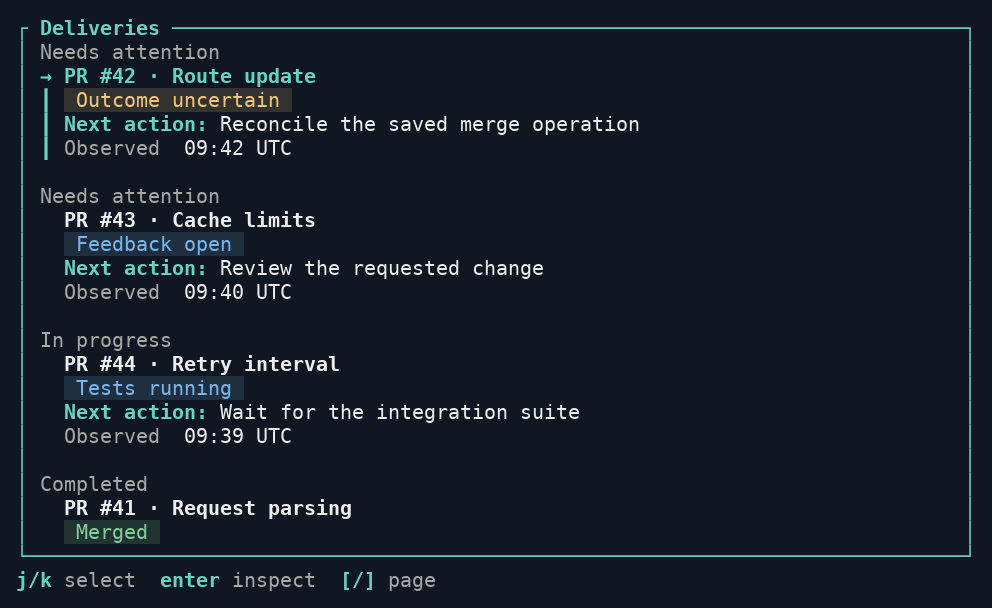 Deliveries
Needs attention
→ PR #42 · Route update
Outcome uncertain
Next action: Reconcile the saved merge operation
Observed  09:42 UTC
Needs attention
PR #43 · Cache limits
Feedback open
Next action: Review the requested change
Observed  09:40 UTC
In progress
PR #44 · Retry interval
Tests running
Next action: Wait for the integration suite
Observed  09:39 UTC
Completed
PR #41 · Request parsing
Merged
j/k select  enter inspect  [/] page